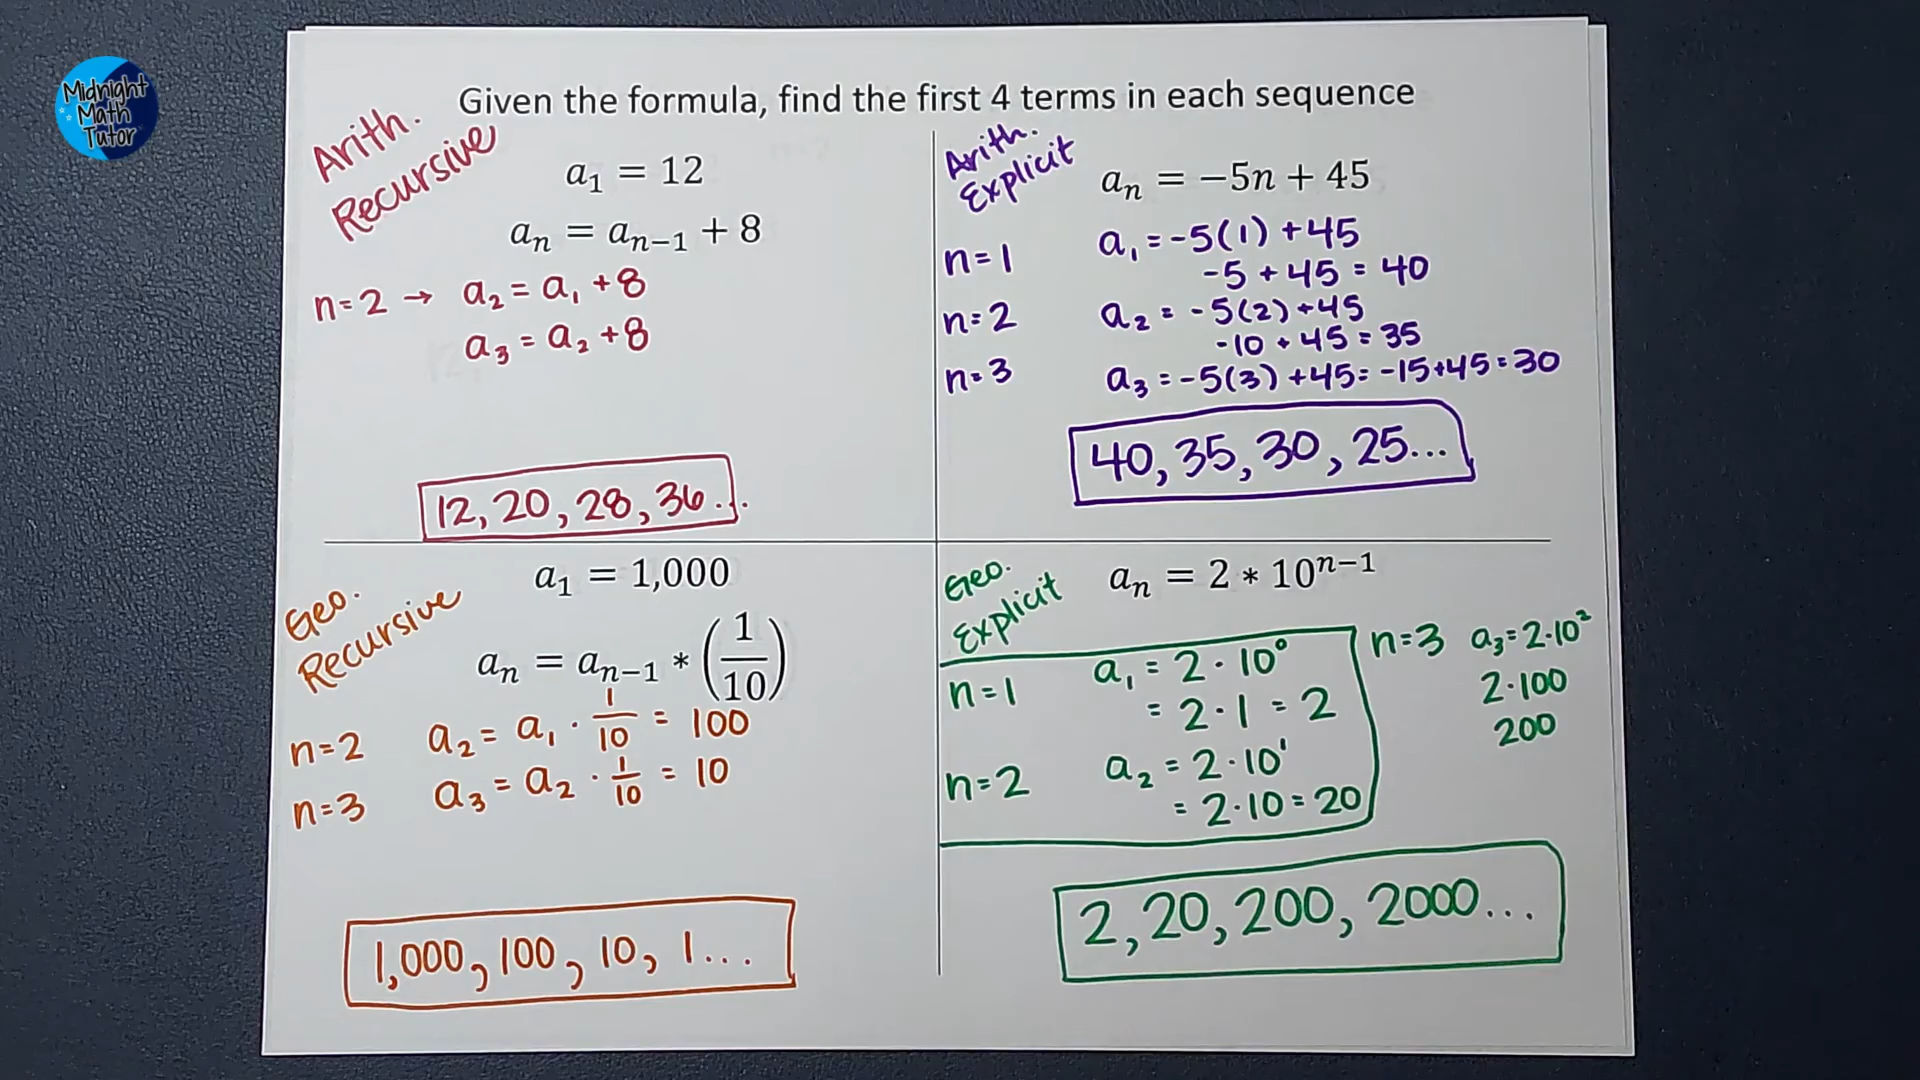 Midnight
Math
Tutor
Given the formula, find the first 4 terms in each sequence
Arith.
Recursive
a₁ = 12
aₙ = aₙ₋₁ + 8
n=2 → a₂ = a₁ + 8
a₃ = a₂ + 8
12, 20, 28, 36...
Arith.
Explicit
aₙ = −5n + 45
n=1 a₁ = -5(1) + 45
-5 + 45 = 40
n=2 a₂ = -5(2) + 45
-10 + 45 = 35
n=3 a₃ = -5(3) + 45 = -15 + 45 = 30
40, 35, 30, 25...
Geo.
Recursive
a₁ = 1,000
aₙ = aₙ₋₁ * (1/10)
n=2 a₂ = a₁ · 1/10 = 100
n=3 a₃ = a₂ · 1/10 = 10
1,000, 100, 10, 1...
Geo.
Explicit
aₙ = 2 * 10ⁿ⁻¹
n=1 a₁ = 2 · 10⁰
= 2 · 1 = 2
n=2 a₂ = 2 · 10¹
= 2 · 10 = 20
n=3 a₃ = 2 · 10²
2 · 100
200
2, 20, 200, 2000...